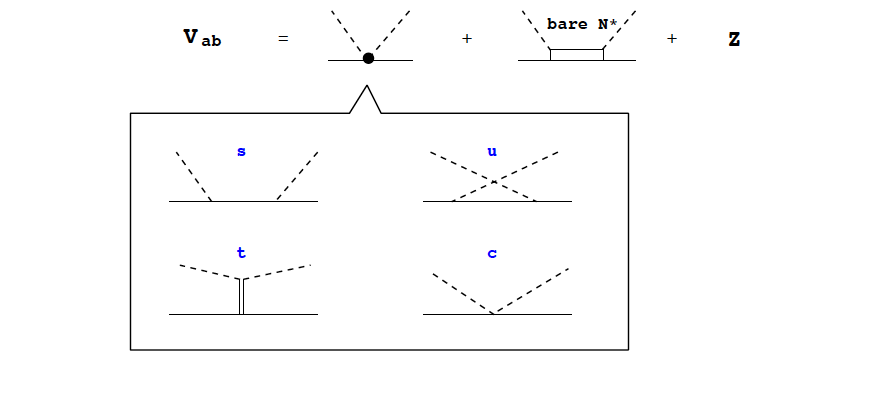 V ab = + bare N* + Z
s u
t c